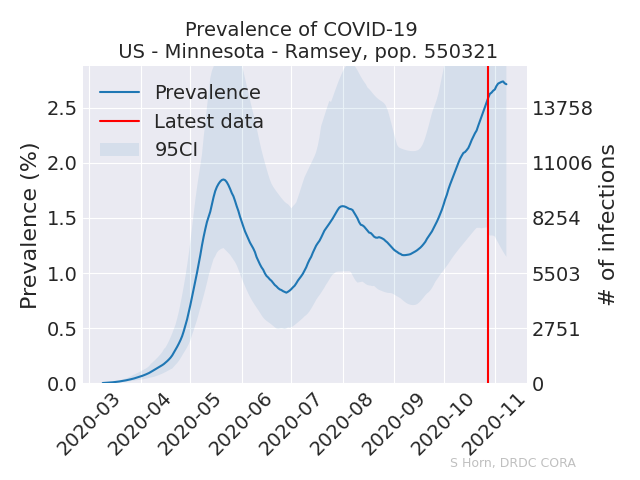 Prevalence of COVID-19
US - Minnesota - Ramsey, pop. 550321
Prevalence
Latest data
95CI
Prevalence (%)
2.5
2.0
1.5
1.0
0.5
0.0
13758
11006
8254
5503
2751
0
# of infections
2020-03
2020-04
2020-05
2020-06
2020-07
2020-08
2020-09
2020-10
2020-11
S Horn, DRDC CORA